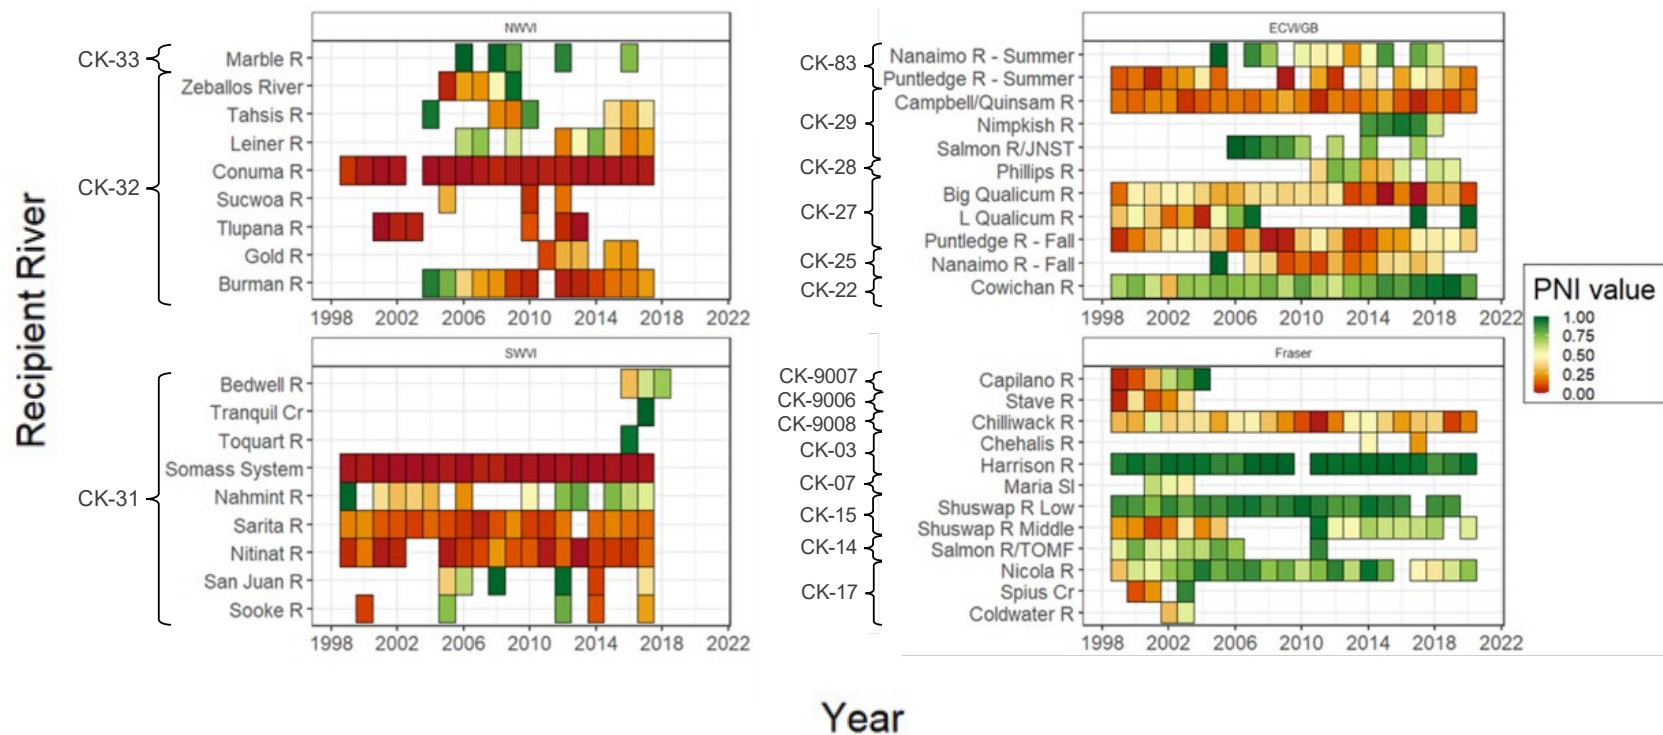 Recipient River
NWVI
CK-33
CK-32
Marble R
Zeballos River
Tahsis R
Leiner R
Conuma R
Sucwoa R
Tlupana R
Gold R
Burman R
1998 2002 2006 2010 2014 2018 2022
ECVI/GB
CK-83
CK-29
CK-28
CK-27
CK-25
CK-22
Nanaimo R - Summer
Puntledge R - Summer
Campbell/Quinsam R
Nimpkish R
Salmon R/JNST
Phillips R
Big Qualicum R
L Qualicum R
Puntledge R - Fall
Nanaimo R - Fall
Cowichan R
1998 2002 2006 2010 2014 2018 2022
PNI value
1.00
0.75
0.50
0.25
0.00
SWVI
CK-31
Bedwell R
Tranquil Cr
Toquart R
Somass System
Nahmint R
Sarita R
Nitinat R
San Juan R
Sooke R
1998 2002 2006 2010 2014 2018 2022
Fraser
CK-9007
CK-9006
CK-9008
CK-03
CK-07
CK-15
CK-14
CK-17
Capilano R
Stave R
Chilliwack R
Chehalis R
Harrison R
Maria Sl
Shuswap R Low
Shuswap R Middle
Salmon R/TOMF
Nicola R
Spius Cr
Coldwater R
1998 2002 2006 2010 2014 2018 2022
Year